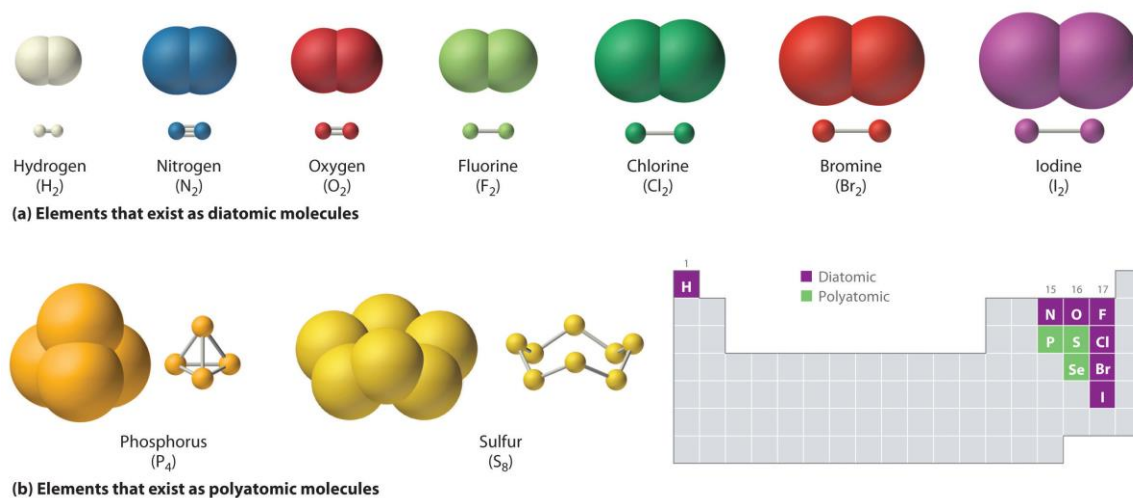 Hydrogen
(H₂)
Nitrogen
(N₂)
Oxygen
(O₂)
Fluorine
(F₂)
Chlorine
(Cl₂)
Bromine
(Br₂)
Iodine
(I₂)
(a) Elements that exist as diatomic molecules
Phosphorus
(P₄)
Sulfur
(S₈)
(b) Elements that exist as polyatomic molecules
1
Diatomic
Polyatomic
15 16 17
H
N O F
P S Cl
Se Br
I